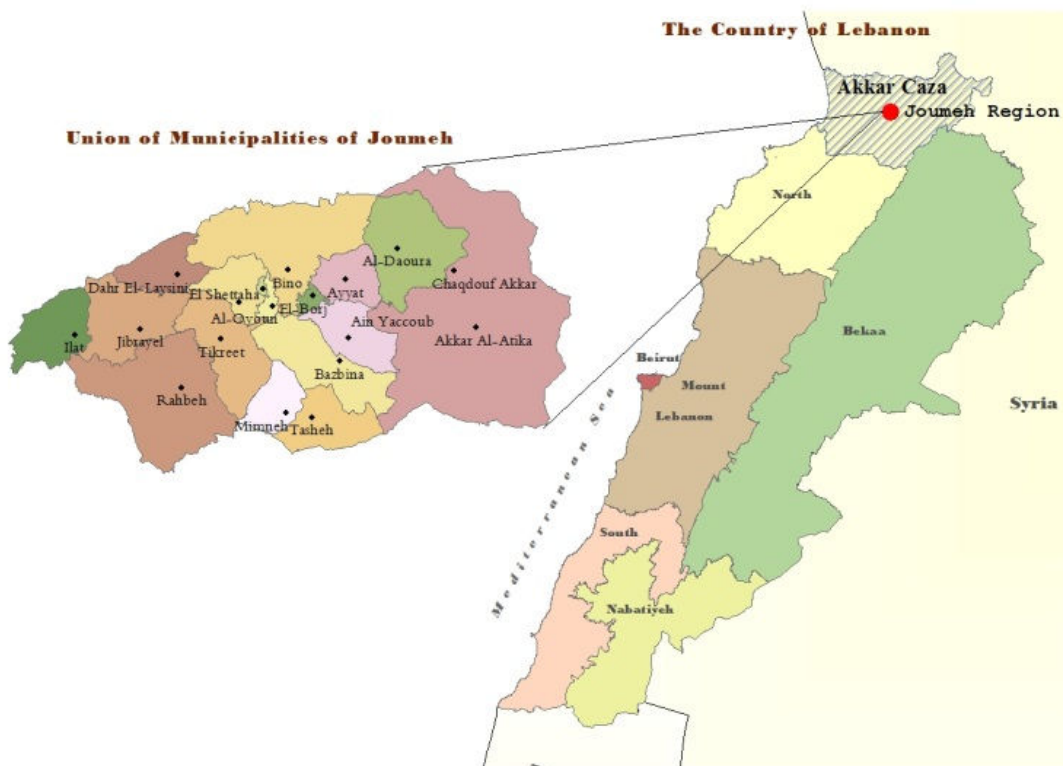 The Country of Lebanon
Akkar Caza
Joumeh Region
Union of Municipalities of Joumeh
North
Al-Daoura
Chaqdouf Akkar
Dahr El-Laysini
El Shettaha
Bino
Ayyat
El-Borj
Al-Oyoun
Ain Yaccoub
Akkar Al-Atika
Ilat
Jibrayel
Tikreet
Bazbina
Rahbeh
Mimneh
Tasheh
Bekaa
Beirut
Mount
Lebanon
Syria
Mediterranean Sea
South
Nabatiyeh